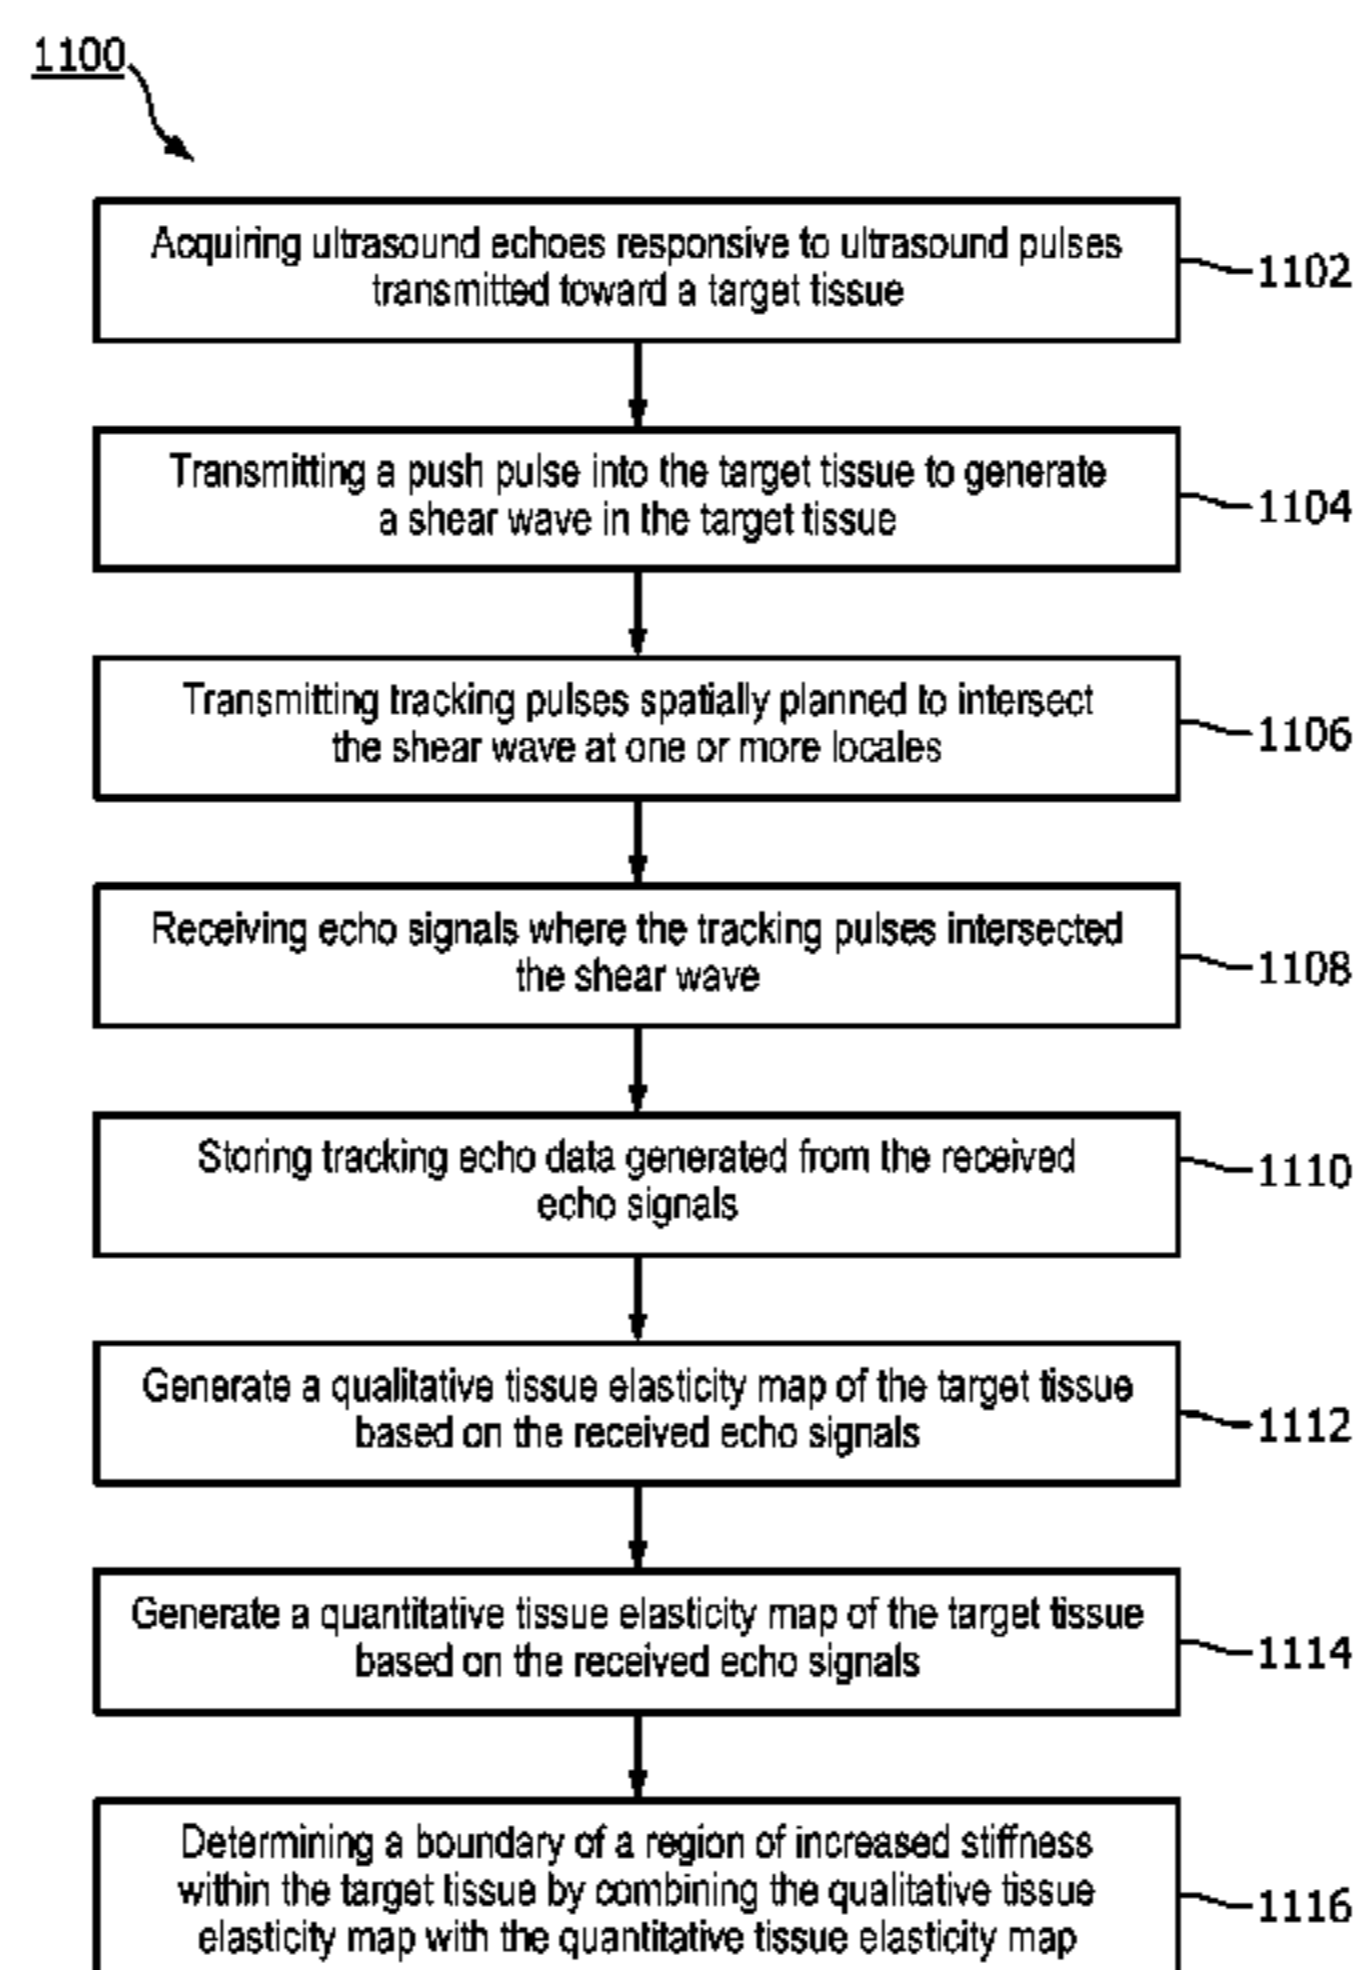 1100
Acquiring ultrasound echoes responsive to ultrasound pulses
transmitted toward a target tissue
1102
Transmitting a push pulse into the target tissue to generate
a shear wave in the target tissue
1104
Transmitting tracking pulses spatially planned to intersect
the shear wave at one or more locales
1106
Receiving echo signals where the tracking pulses intersected
the shear wave
1108
Storing tracking echo data generated from the received
echo signals
1110
Generate a qualitative tissue elasticity map of the target tissue
based on the received echo signals
1112
Generate a quantitative tissue elasticity map of the target tissue
based on the received echo signals
1114
Determining a boundary of a region of increased stiffness
within the target tissue by combining the qualitative tissue
elasticity map with the quantitative tissue elasticity map
1116